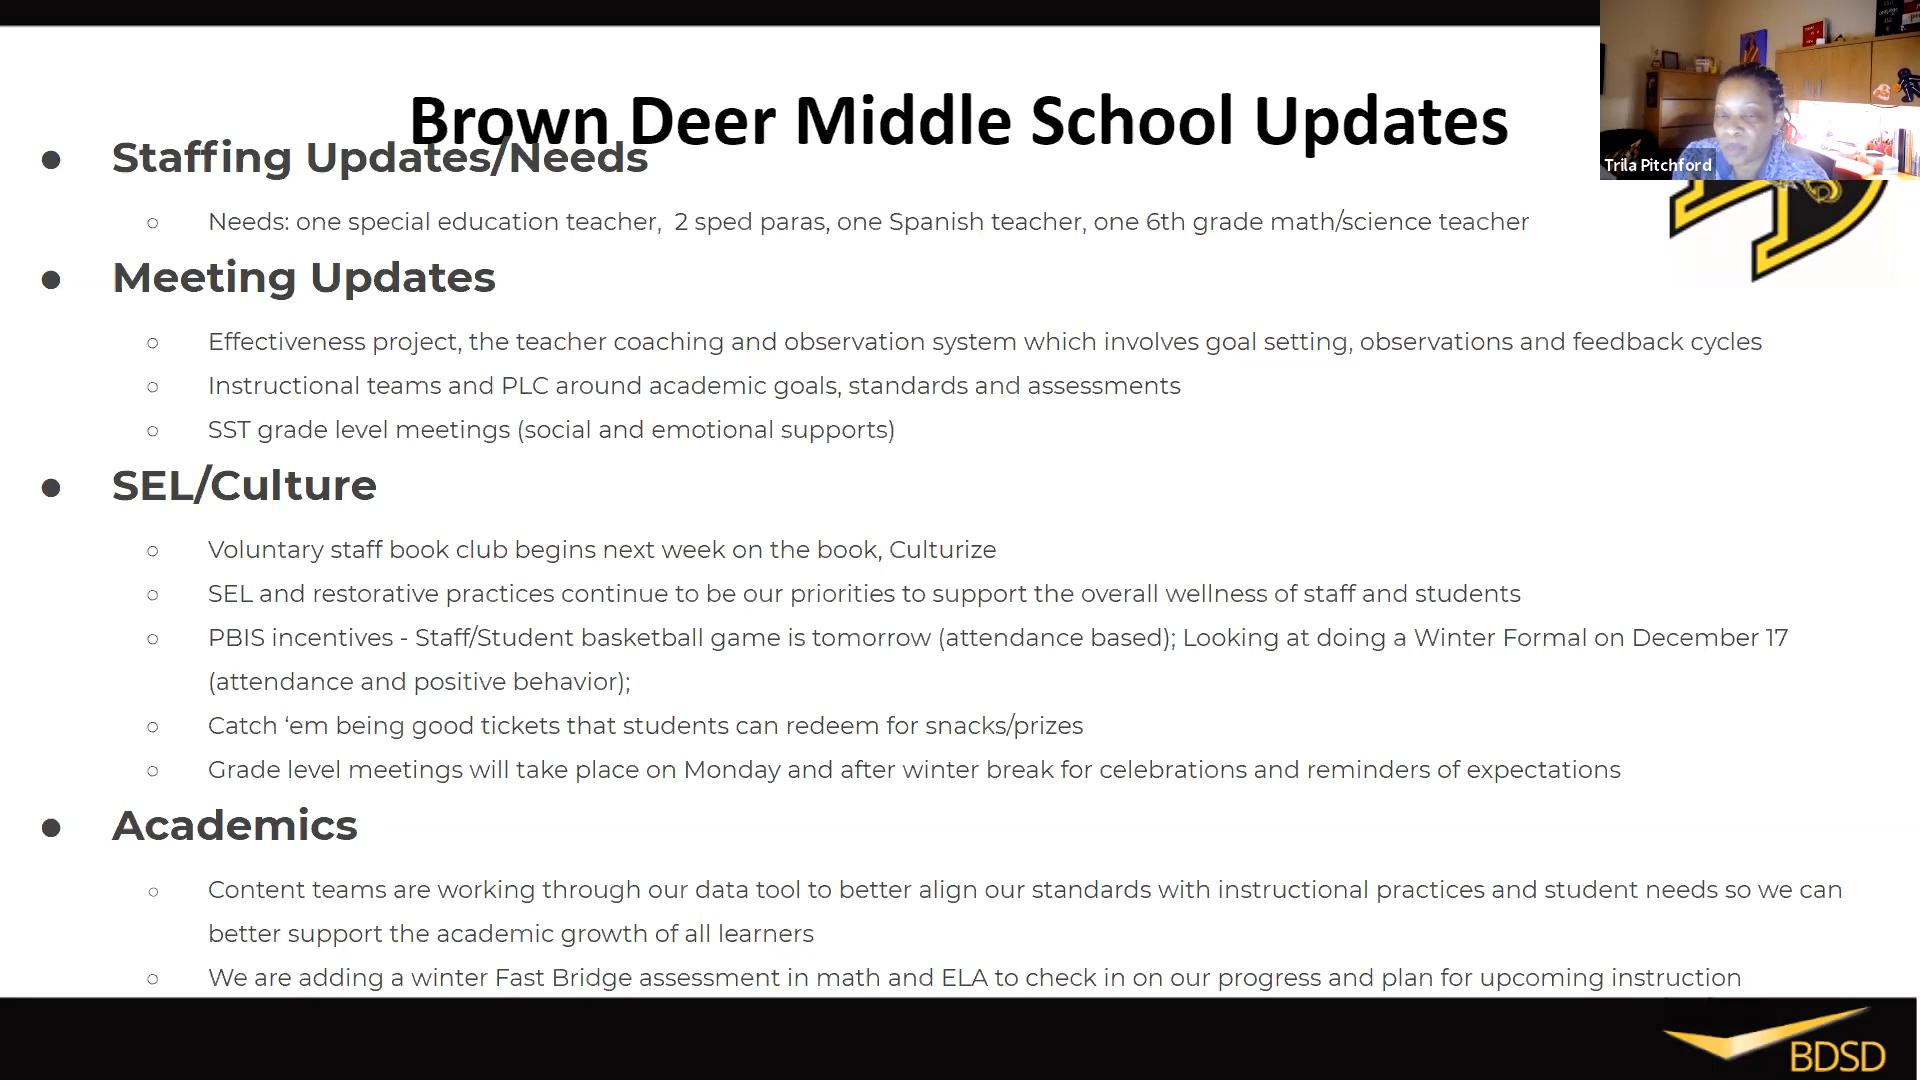 Brown Deer Middle School Updates
Trila Pitchford
● Staffing Updates/Needs
○ Needs: one special education teacher,  2 sped paras, one Spanish teacher, one 6th grade math/science teacher
● Meeting Updates
○ Effectiveness project, the teacher coaching and observation system which involves goal setting, observations and feedback cycles
○ Instructional teams and PLC around academic goals, standards and assessments
○ SST grade level meetings (social and emotional supports)
● SEL/Culture
○ Voluntary staff book club begins next week on the book, Culturize
○ SEL and restorative practices continue to be our priorities to support the overall wellness of staff and students
○ PBIS incentives - Staff/Student basketball game is tomorrow (attendance based); Looking at doing a Winter Formal on December 17
(attendance and positive behavior);
○ Catch ‘em being good tickets that students can redeem for snacks/prizes
○ Grade level meetings will take place on Monday and after winter break for celebrations and reminders of expectations
● Academics
○ Content teams are working through our data tool to better align our standards with instructional practices and student needs so we can
better support the academic growth of all learners
○ We are adding a winter Fast Bridge assessment in math and ELA to check in on our progress and plan for upcoming instruction
BDSD